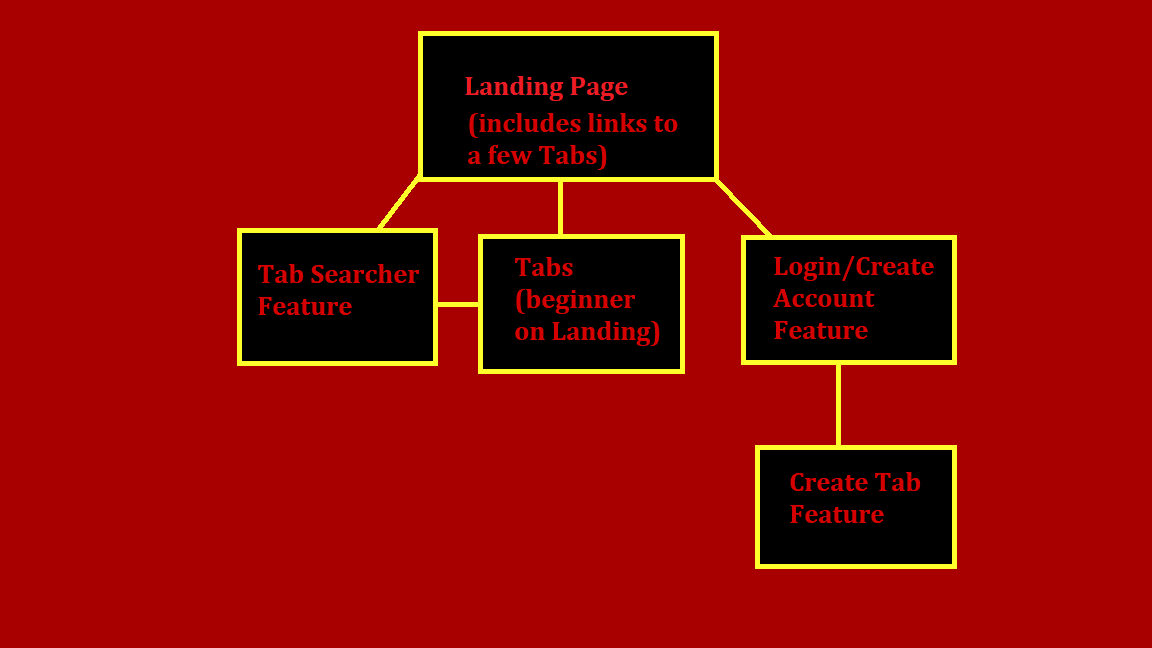 Landing Page
(includes links to
a few Tabs)
Tab Searcher
Feature
Tabs
(beginner
on Landing)
Login/Create
Account
Feature
Create Tab
Feature